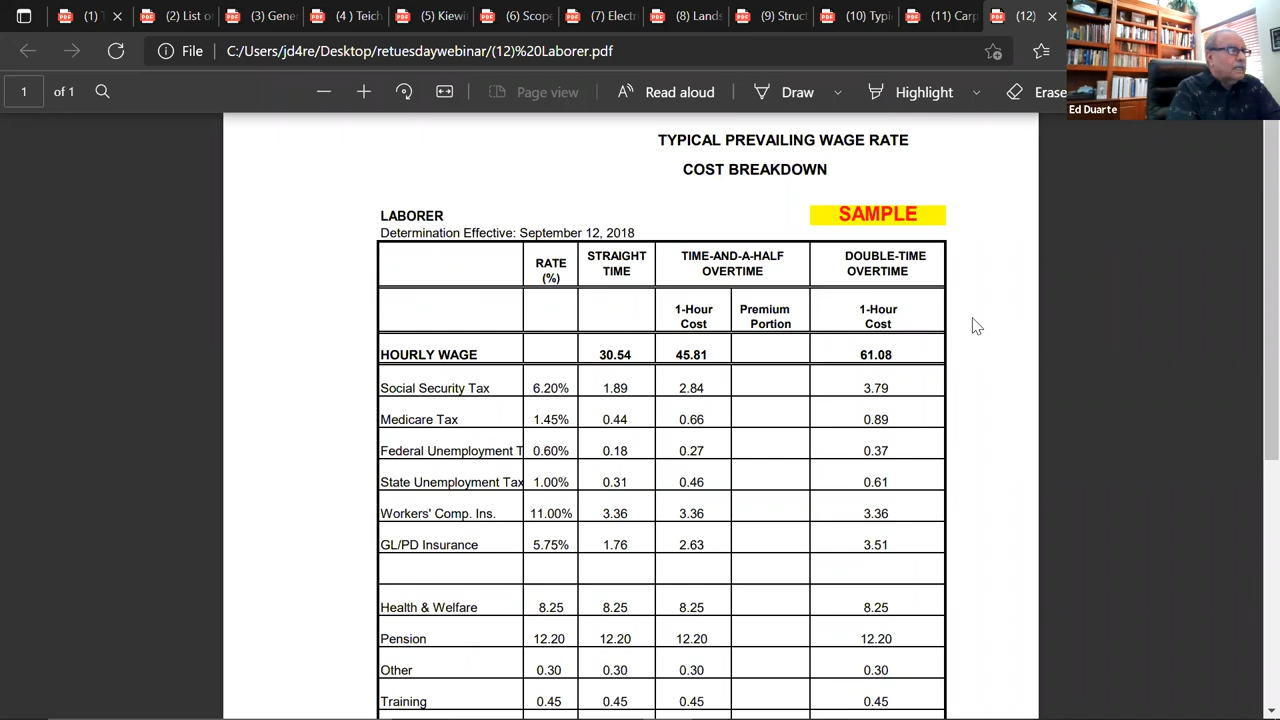 (1) T
(2) List o
(3) Gene
(4 ) Teich
(5) Kiewi
(6) Scope
(7) Electr
(8) Lands
(9) Struct
(10) Typi
(11) Carp
(12)
File C:/Users/jd4re/Desktop/retuesdaywebinar/(12)%20Laborer.pdf
1 of 1 Page view Read aloud Draw Highlight Erase
Ed Duarte
TYPICAL PREVAILING WAGE RATE
COST BREAKDOWN
LABORER SAMPLE
Determination Effective: September 12, 2018
RATE (%) STRAIGHT TIME TIME-AND-A-HALF OVERTIME DOUBLE-TIME OVERTIME
1-Hour Cost Premium Portion 1-Hour Cost
HOURLY WAGE 30.54 45.81 61.08
Social Security Tax 6.20% 1.89 2.84 3.79
Medicare Tax 1.45% 0.44 0.66 0.89
Federal Unemployment T 0.60% 0.18 0.27 0.37
State Unemployment Tax 1.00% 0.31 0.46 0.61
Workers' Comp. Ins. 11.00% 3.36 3.36 3.36
GL/PD Insurance 5.75% 1.76 2.63 3.51
Health & Welfare 8.25 8.25 8.25 8.25
Pension 12.20 12.20 12.20 12.20
Other 0.30 0.30 0.30 0.30
Training 0.45 0.45 0.45 0.45